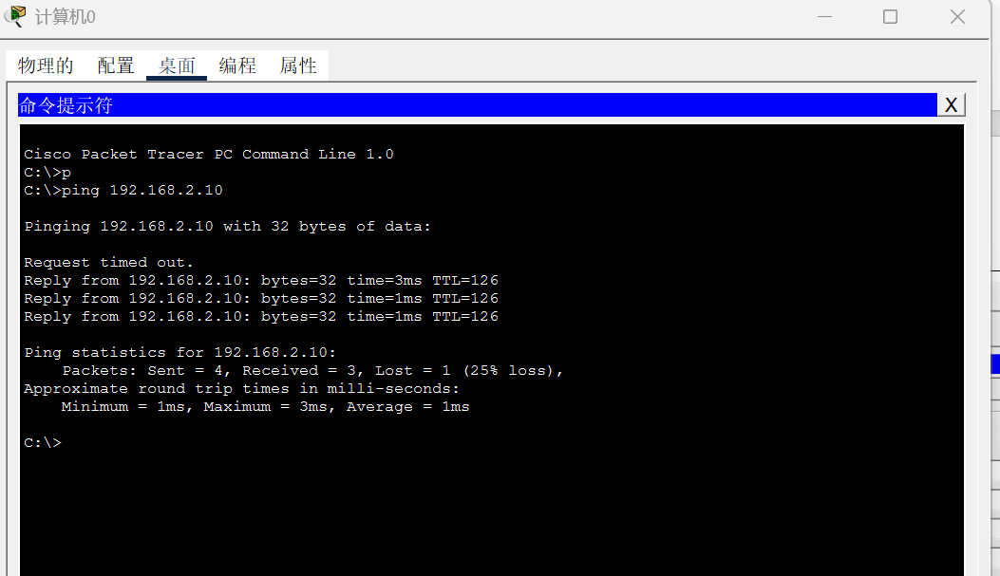 计算机0
物理的 配置 桌面 编程 属性
命令提示符
X
Cisco Packet Tracer PC Command Line 1.0
C:\>p
C:\>ping 192.168.2.10
Pinging 192.168.2.10 with 32 bytes of data:
Request timed out.
Reply from 192.168.2.10: bytes=32 time=3ms TTL=126
Reply from 192.168.2.10: bytes=32 time=1ms TTL=126
Reply from 192.168.2.10: bytes=32 time=1ms TTL=126
Ping statistics for 192.168.2.10:
Packets: Sent = 4, Received = 3, Lost = 1 (25% loss),
Approximate round trip times in milli-seconds:
Minimum = 1ms, Maximum = 3ms, Average = 1ms
C:\>